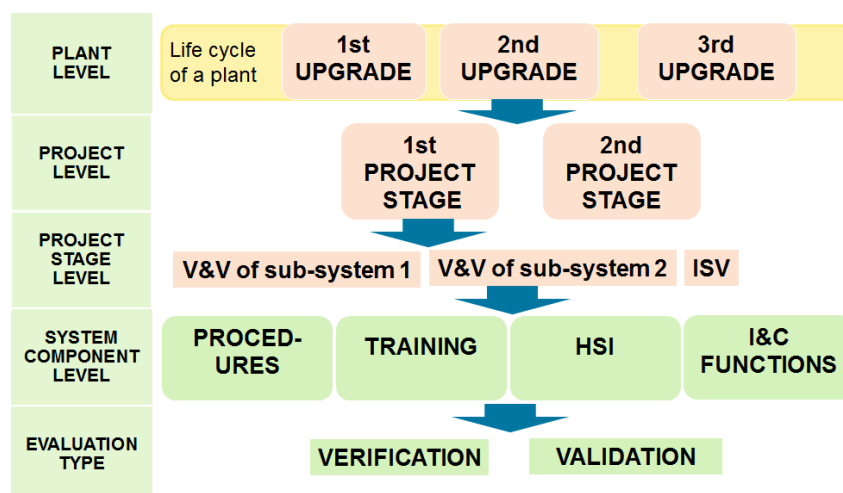 PLANT
LEVEL
Life cycle
of a plant
1st
UPGRADE
2nd
UPGRADE
3rd
UPGRADE
PROJECT
LEVEL
1st
PROJECT
STAGE
2nd
PROJECT
STAGE
PROJECT
STAGE
LEVEL
V&V of sub-system 1
V&V of sub-system 2
ISV
SYSTEM
COMPONENT
LEVEL
PROCED-
URES
TRAINING
HSI
I&C
FUNCTIONS
EVALUATION
TYPE
VERIFICATION
VALIDATION